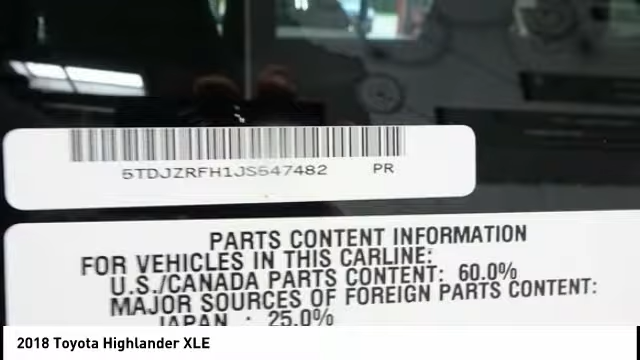 5TDJZRFH1JS547482 PR
PARTS CONTENT INFORMATION
FOR VEHICLES IN THIS CARLINE:
U.S./CANADA PARTS CONTENT: 60.0%
MAJOR SOURCES OF FOREIGN PARTS CONTENT:
JAPAN : 25.0%
2018 Toyota Highlander XLE